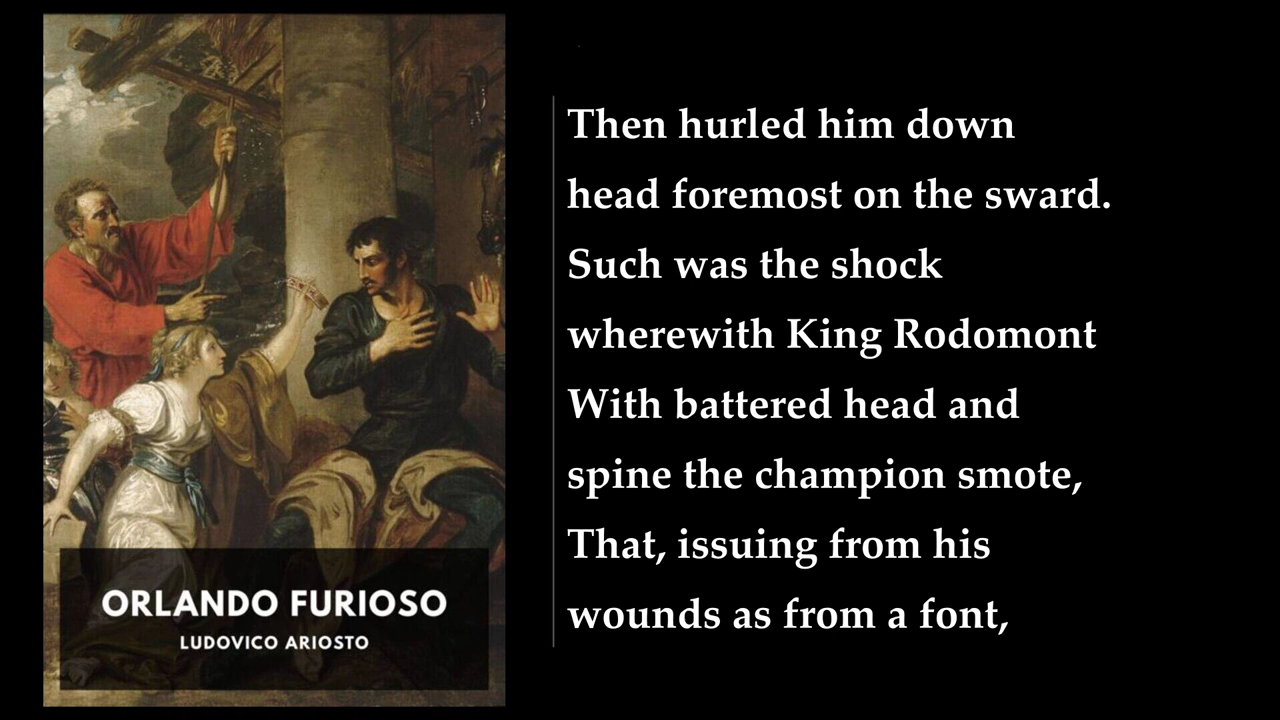 ORLANDO FURIOSO
LUDOVICO ARIOSTO
Then hurled him down
head foremost on the sward.
Such was the shock
wherewith King Rodomont
With battered head and
spine the champion smote,
That, issuing from his
wounds as from a font,